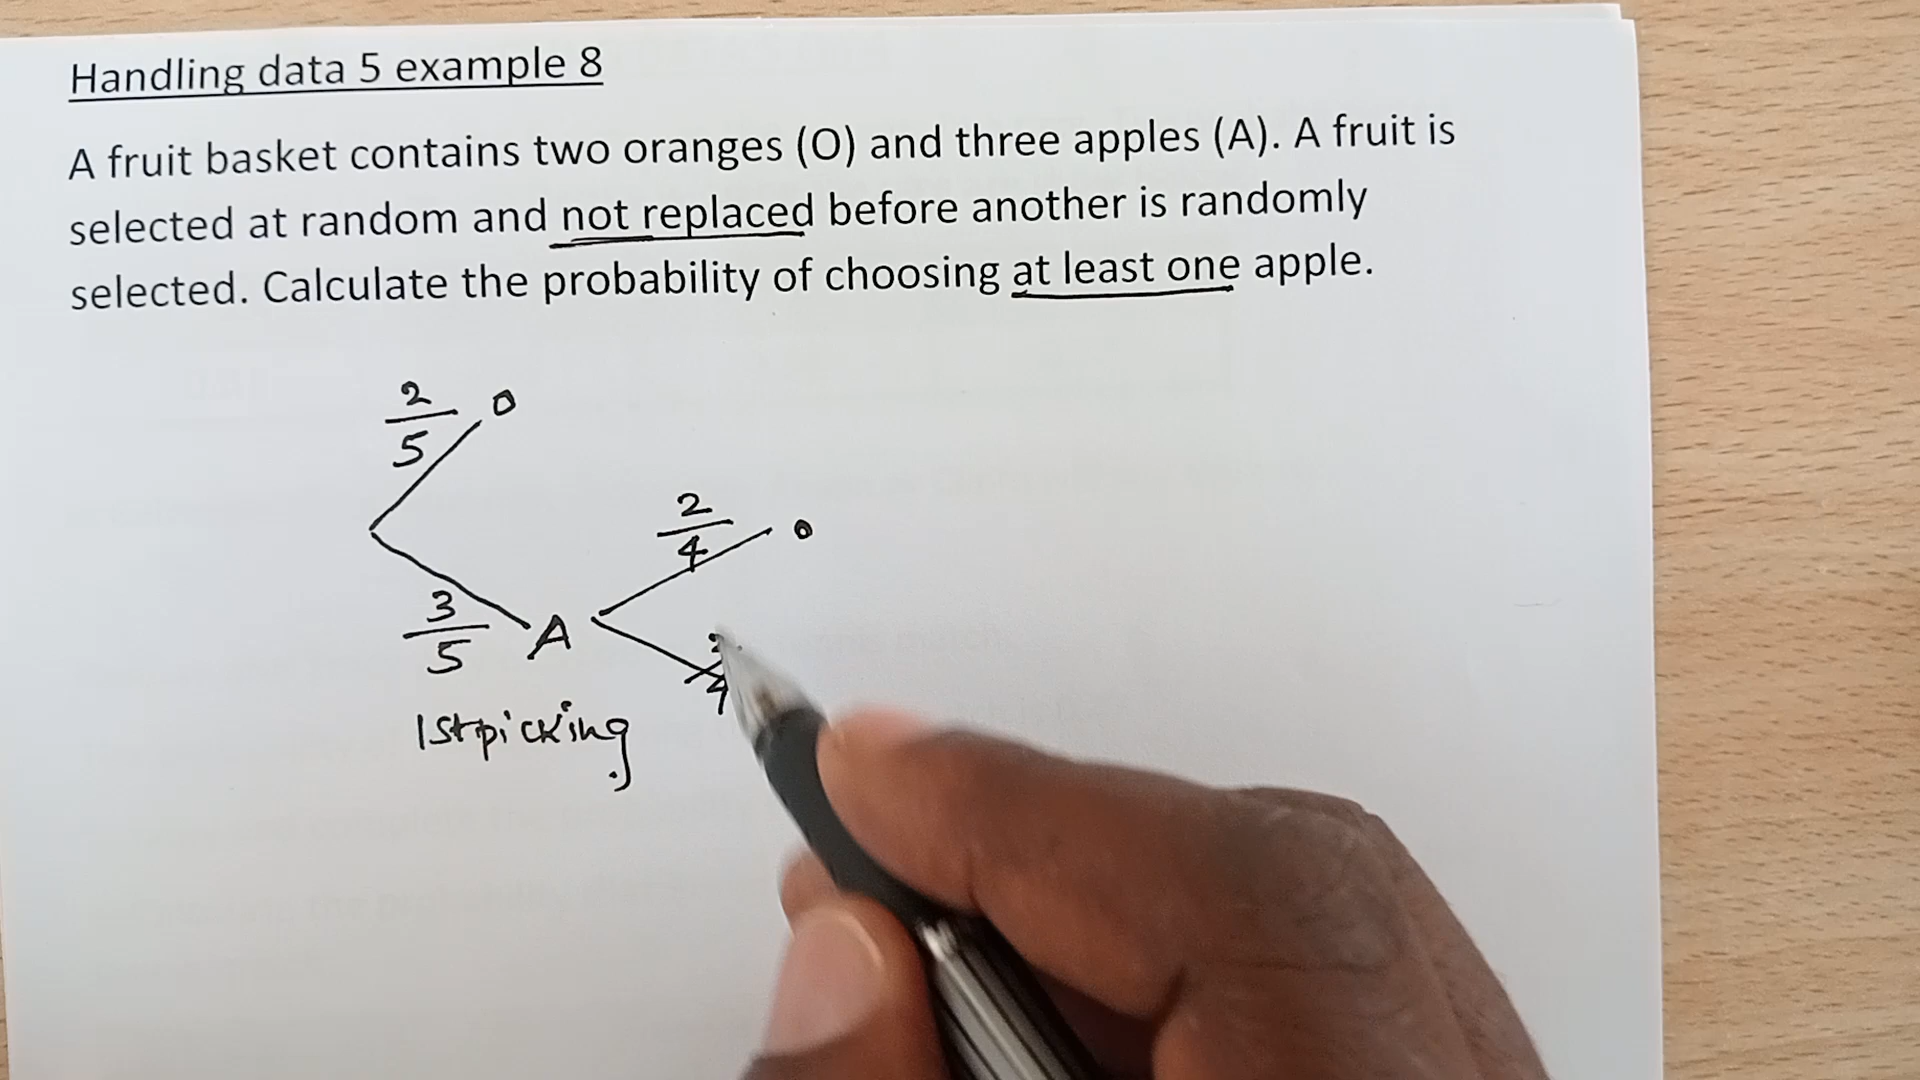 Handling data 5 example 8
A fruit basket contains two oranges (O) and three apples (A). A fruit is
selected at random and not replaced before another is randomly
selected. Calculate the probability of choosing at least one apple.
2
5
O
2
4
O
3
5
A
4
1st picking